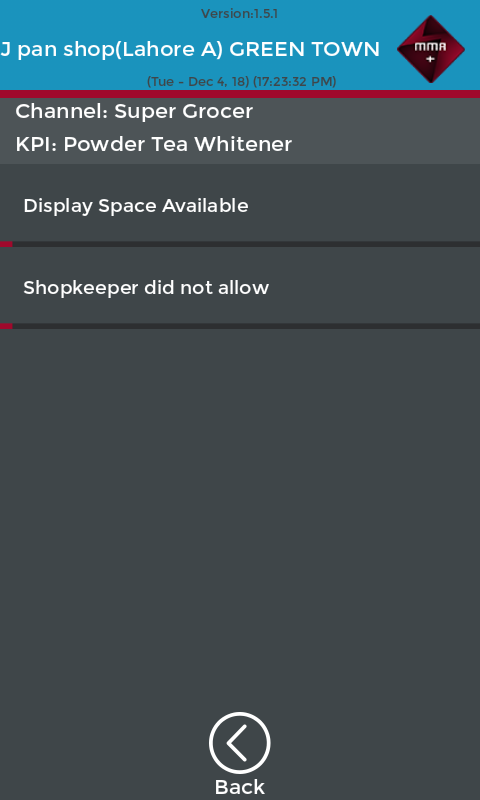 Version:1.5.1
J pan shop(Lahore A) GREEN TOWN
MMA
+
(Tue - Dec 4, 18) (17:23:32 PM)
Channel: Super Grocer
KPI: Powder Tea Whitener
Display Space Available
Shopkeeper did not allow
Back